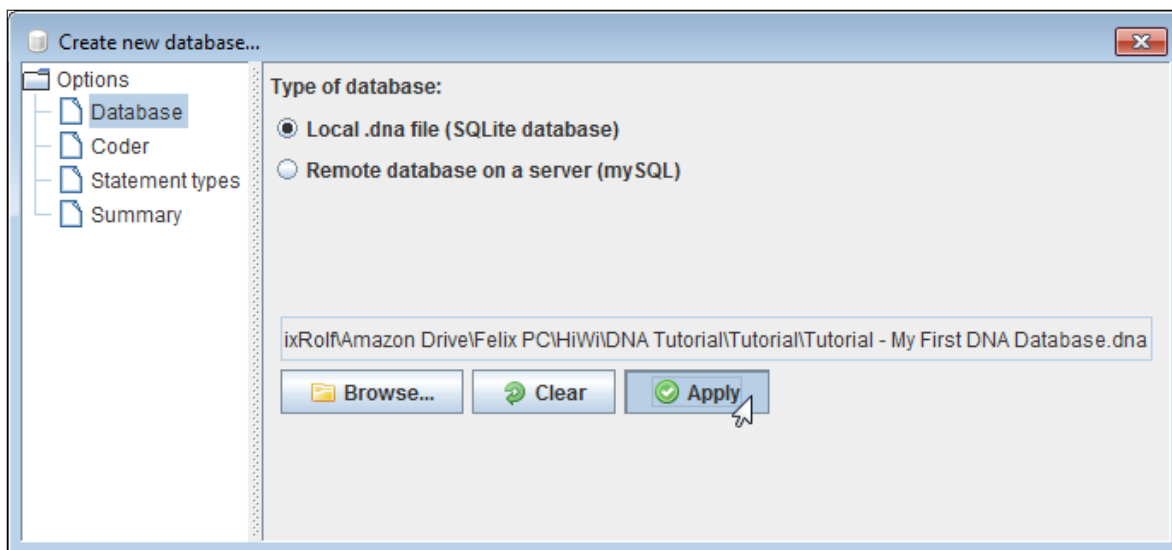 Create new database...
Options
Database
Coder
Statement types
Summary
Type of database:
Local .dna file (SQLite database)
Remote database on a server (mySQL)
ixRolf\Amazon Drive\Felix PC\HiWi\DNA Tutorial\Tutorial\Tutorial - My First DNA Database.dna
Browse... Clear Apply